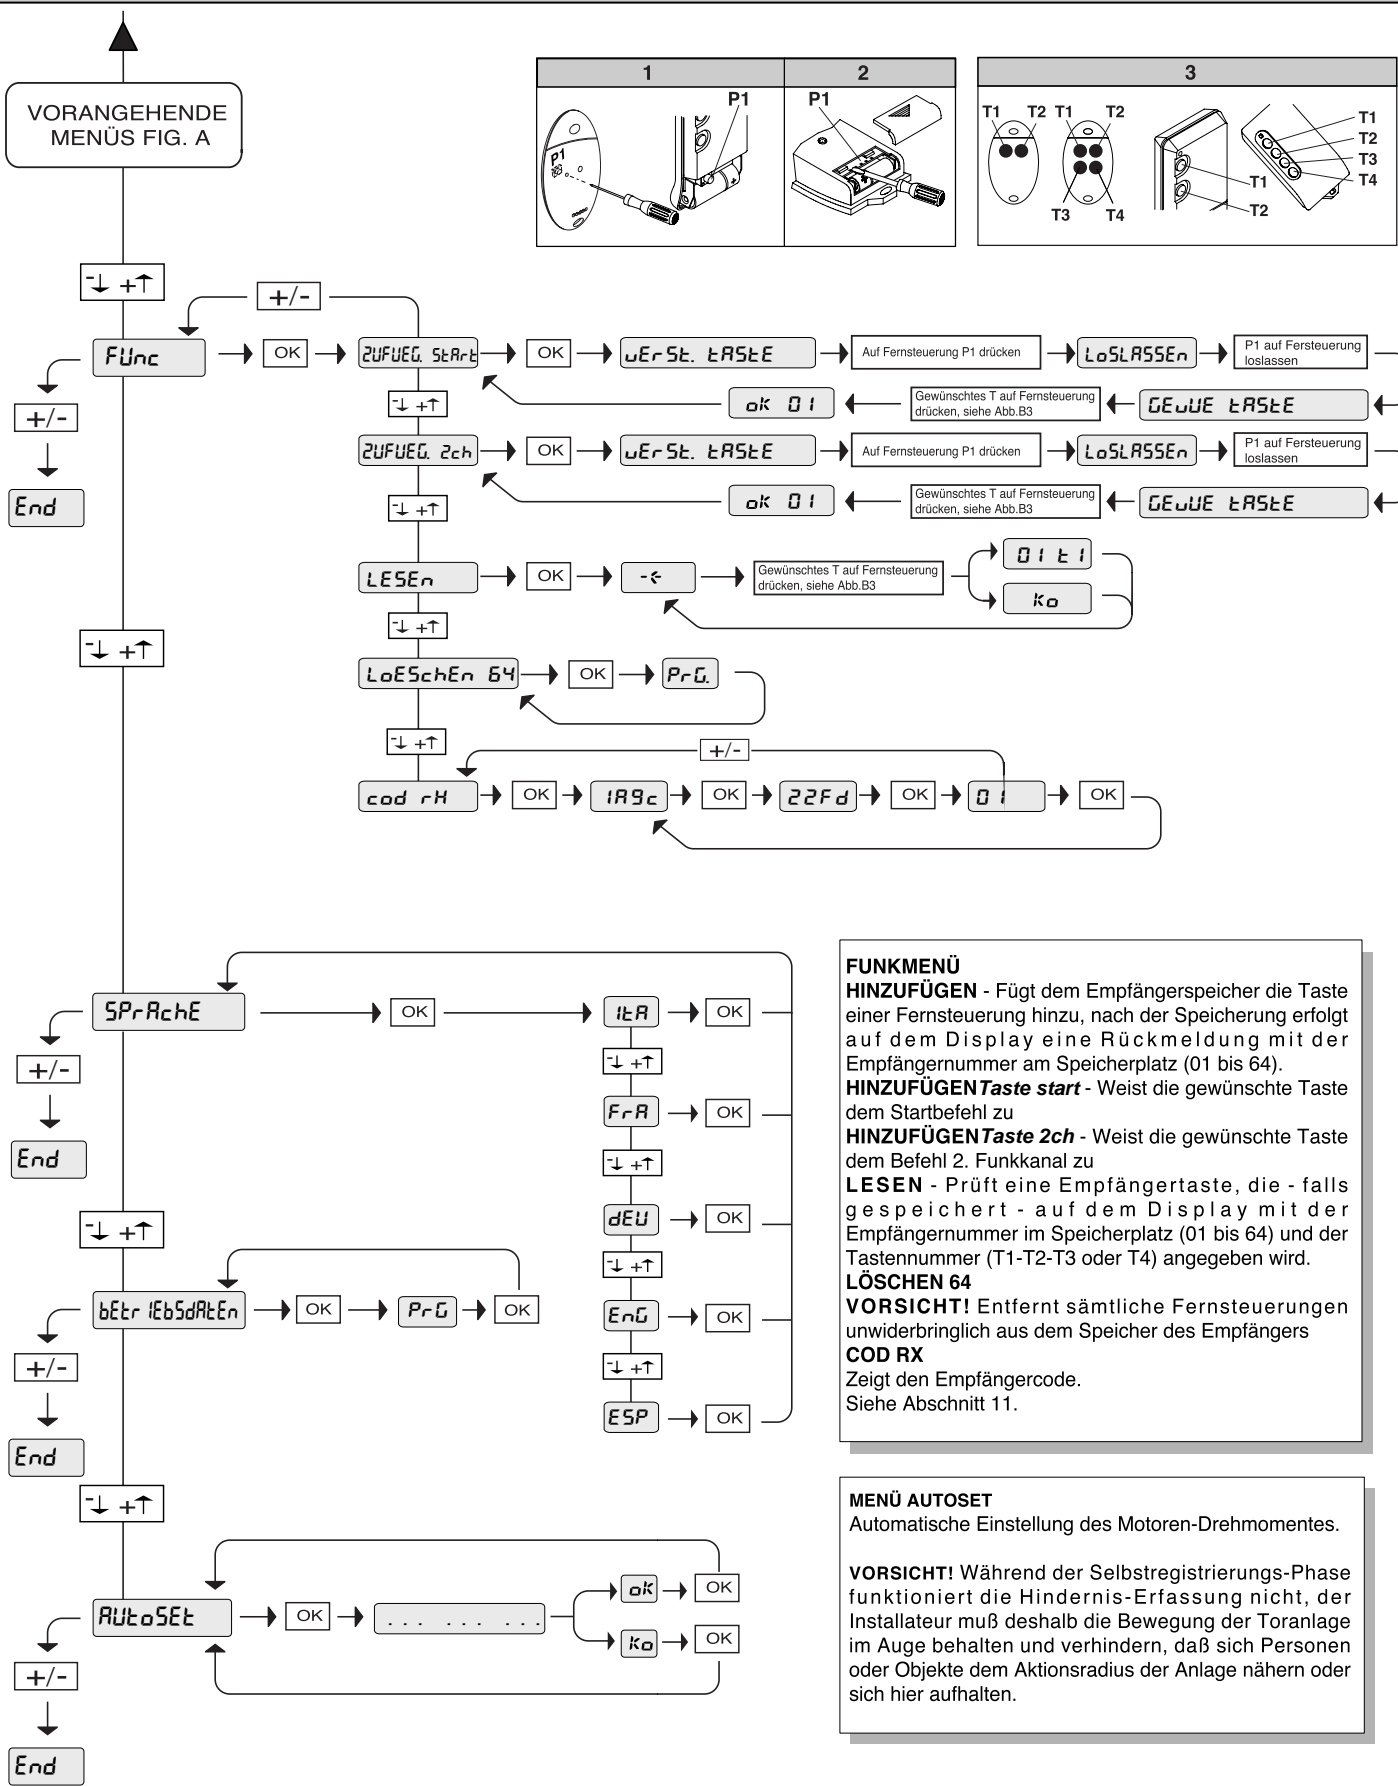 VORANGEHENDE
MENÜS FIG. A
1
2
3
P1
P1
P1
T1 T2 T1 T2
T3 T4
T1
T2
T1
T2
T3
T4
-↓ +↑
+/-
FUnc
OK
ZUFUEG. StArt
OK
vErSt. tAStE
Auf Fernsteuerung P1 drücken
LoSLASSEn
P1 auf Fersteuerung
loslassen
+/-
-↓ +↑
ok 01
Gewünschtes T auf Fernsteuerung
drücken, siehe Abb.B3
GEvUE tAStE
End
ZUFUEG. 2ch
OK
vErSt. tAStE
Auf Fernsteuerung P1 drücken
LoSLASSEn
P1 auf Fersteuerung
loslassen
-↓ +↑
ok 01
Gewünschtes T auf Fernsteuerung
drücken, siehe Abb.B3
GEvUE tAStE
LESEn
OK
-<-
Gewünschtes T auf Fernsteuerung
drücken, siehe Abb.B3
01 t1
Ko
-↓ +↑
-↓ +↑
LoESchEn 64
OK
PrG.
-↓ +↑
+/-
cod rH
OK
1A9c
OK
22Fd
OK
01
OK
SPrAchE
OK
ItA
OK
+/-
End
-↓ +↑
FrA
OK
-↓ +↑
dEU
OK
-↓ +↑
EnG
OK
-↓ +↑
ESP
OK
-↓ +↑
bEtrIEbSdAtEn
OK
PrG
OK
+/-
End
-↓ +↑
AUtoSEt
OK
... ... ...
ok
OK
Ko
OK
+/-
End
FUNKMENÜ
HINZUFÜGEN - Fügt dem Empfängerspeicher die Taste
einer Fernsteuerung hinzu, nach der Speicherung erfolgt
auf dem Display eine Rückmeldung mit der
Empfängernummer am Speicherplatz (01 bis 64).
HINZUFÜGEN Taste start - Weist die gewünschte Taste
dem Startbefehl zu
HINZUFÜGEN Taste 2ch - Weist die gewünschte Taste
dem Befehl 2. Funkkanal zu
LESEN - Prüft eine Empfängertaste, die - falls
gespeichert - auf dem Display mit der
Empfängernummer im Speicherplatz (01 bis 64) und der
Tastennummer (T1-T2-T3 oder T4) angegeben wird.
LÖSCHEN 64
VORSICHT! Entfernt sämtliche Fernsteuerungen
unwiderbringlich aus dem Speicher des Empfängers
COD RX
Zeigt den Empfängercode.
Siehe Abschnitt 11.
MENÜ AUTOSET
Automatische Einstellung des Motoren-Drehmomentes.
VORSICHT! Während der Selbstregistrierungs-Phase
funktioniert die Hindernis-Erfassung nicht, der
Installateur muß deshalb die Bewegung der Toranlage
im Auge behalten und verhindern, daß sich Personen
oder Objekte dem Aktionsradius der Anlage nähern oder
sich hier aufhalten.